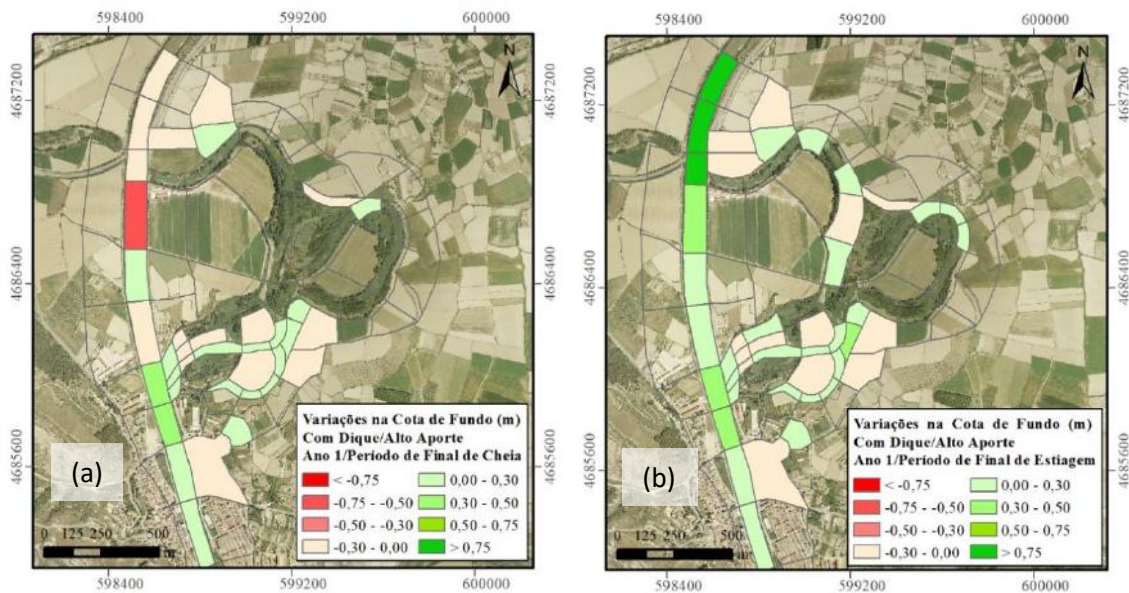 598400 599200 600000
598400 599200 600000
4687200
4686400
4685600
N
Variações na Cota de Fundo (m)
Com Dique/Alto Aporte
Ano 1/Período de Final de Cheia
< -0,75 0,00 - 0,30
-0,75 - -0,50 0,30 - 0,50
-0,50 - -0,30 0,50 - 0,75
-0,30 - 0,00 > 0,75
(a)
0 125 250 500
m
4687200
4686400
4685600
598400 599200 600000
N
Variações na Cota de Fundo (m)
Com Dique/Alto Aporte
Ano 1/Período de Final de Estiagem
< -0,75 0,00 - 0,30
-0,75 - -0,50 0,30 - 0,50
-0,50 - -0,30 0,50 - 0,75
-0,30 - 0,00 > 0,75
(b)
0 125 250 500
m
4687200
4686400
4685600
598400 599200 600000